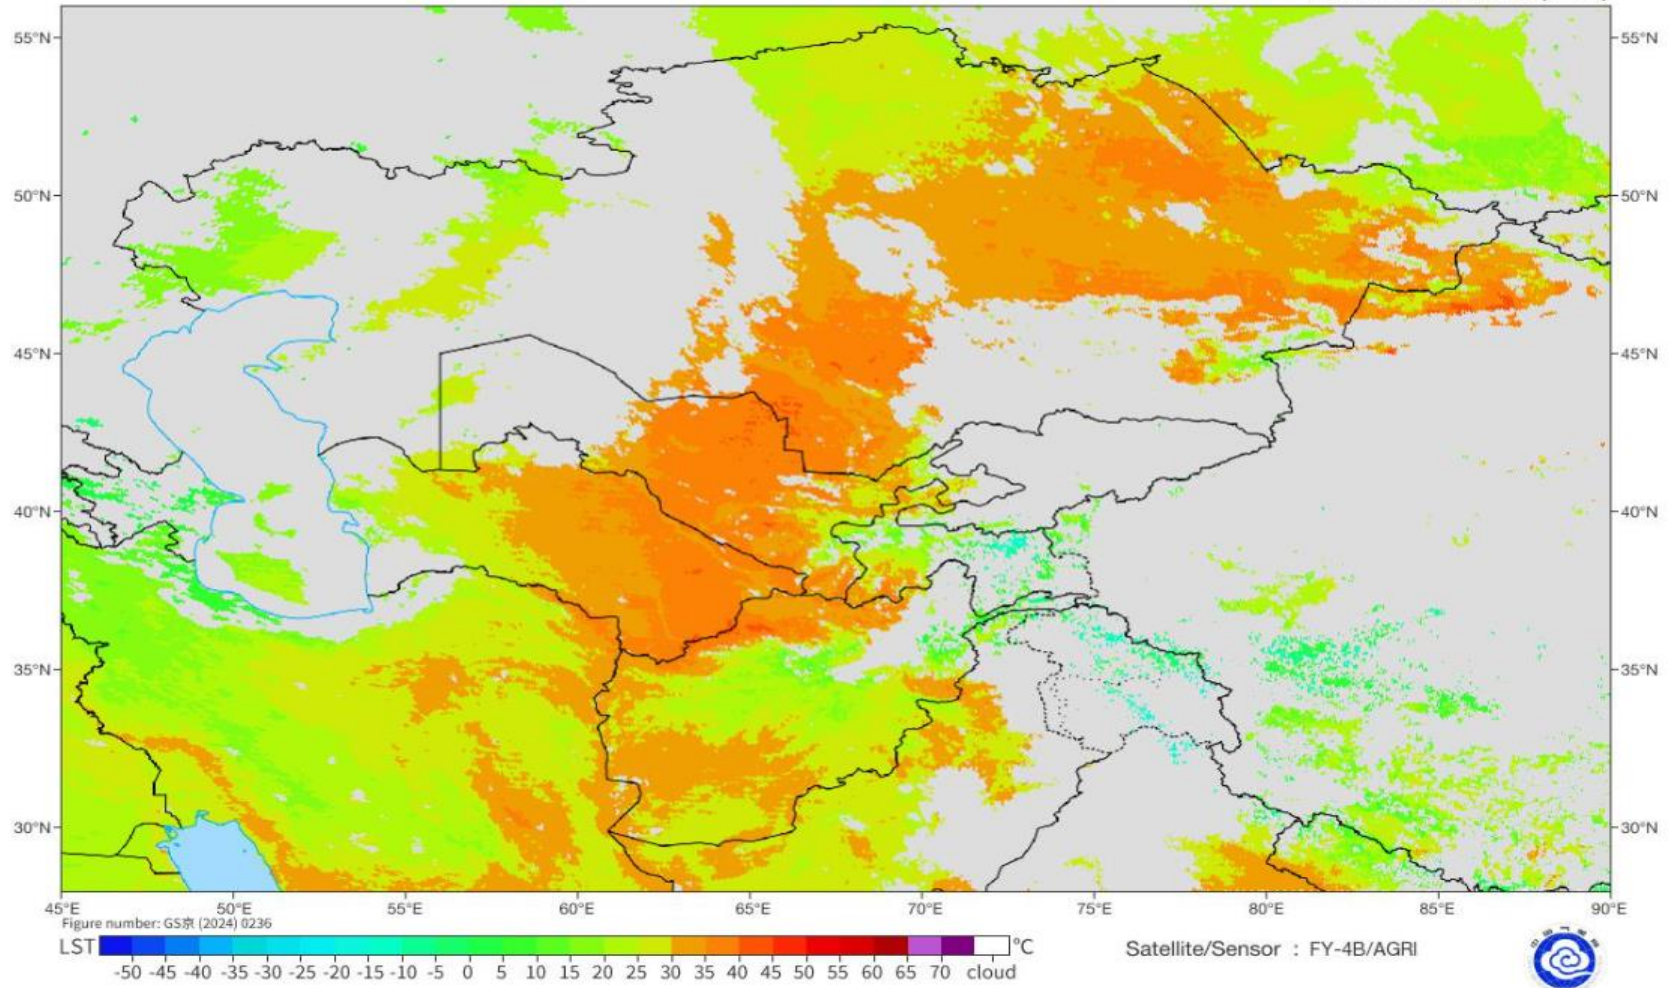 55°N 55°N
50°N 50°N
45°N 45°N
40°N 40°N
35°N 35°N
30°N 30°N
45°E 50°E 55°E 60°E 65°E 70°E 75°E 80°E 85°E 90°E
Figure number: GS京 (2024) 0236
LST °C
-50 -45 -40 -35 -30 -25 -20 -15 -10 -5 0 5 10 15 20 25 30 35 40 45 50 55 60 65 70 cloud
Satellite/Sensor : FY-4B/AGRI